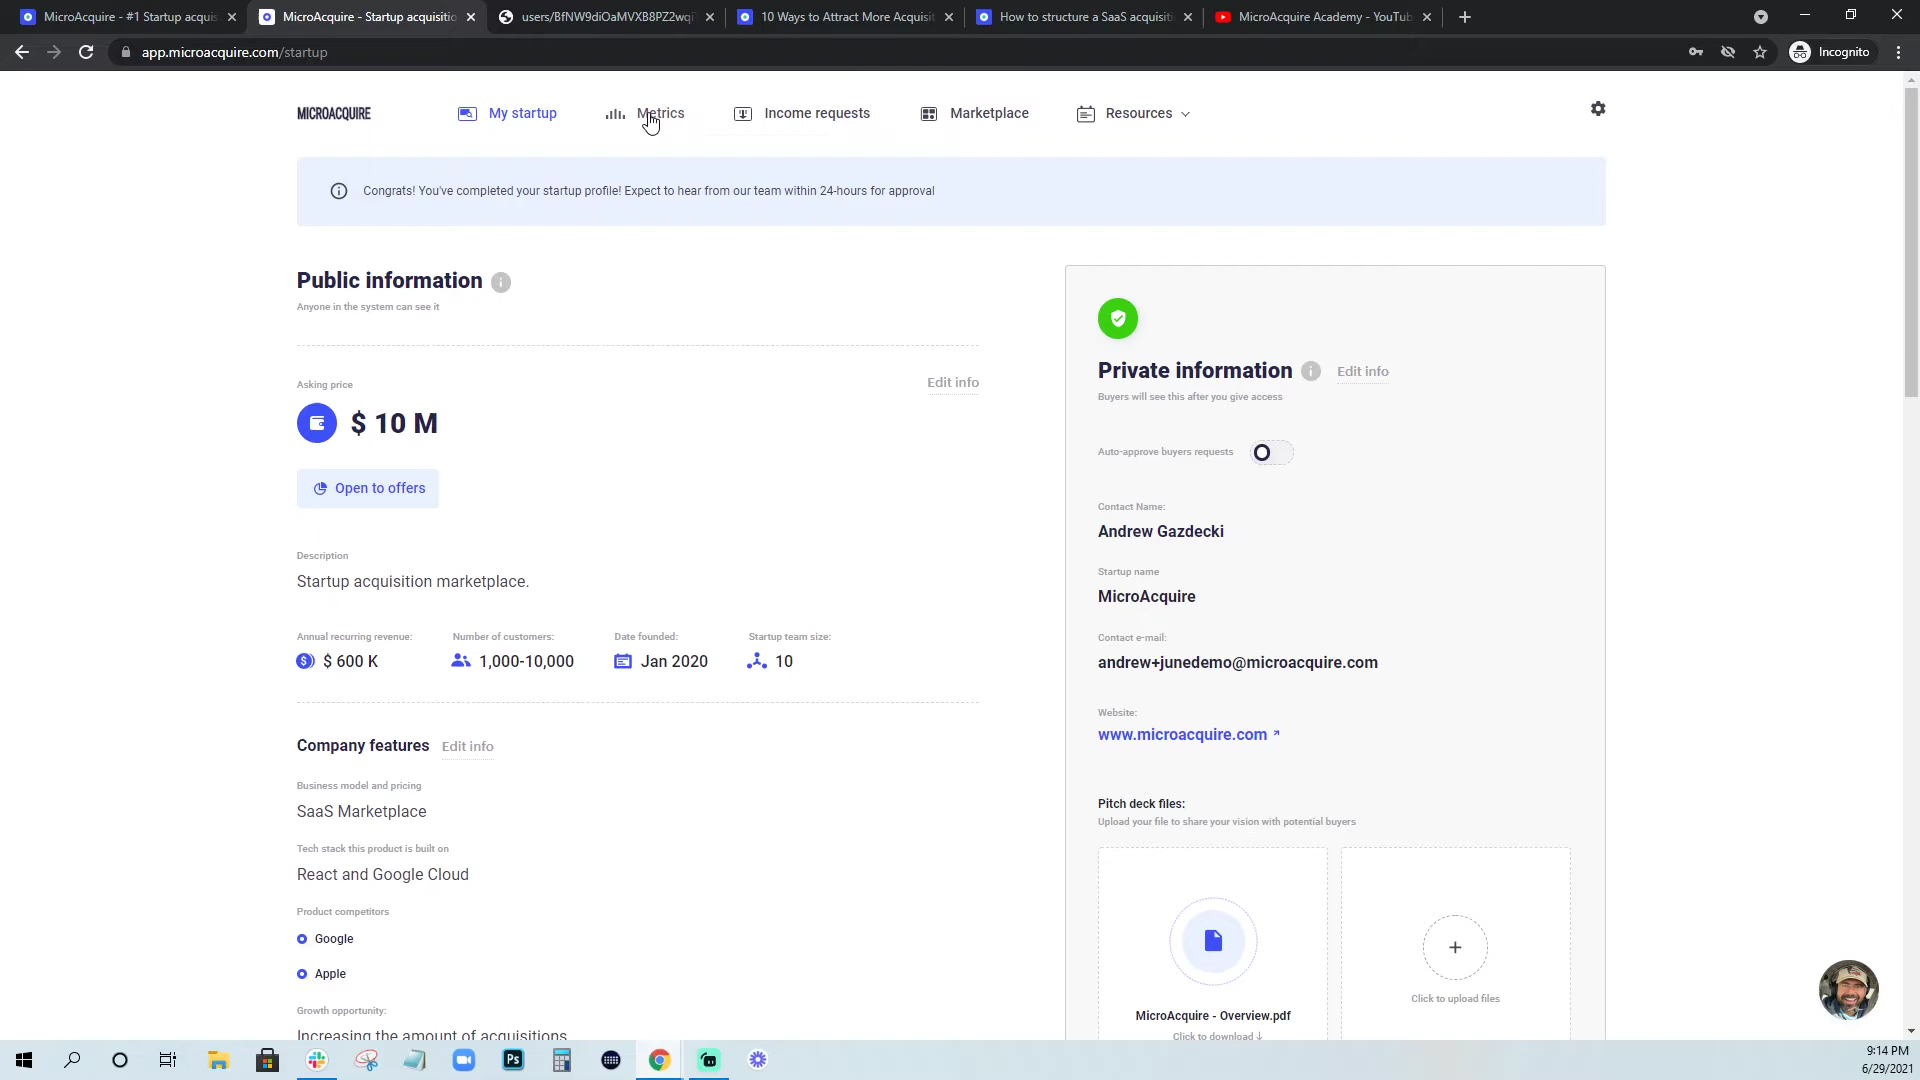 MicroAcquire - #1 Startup acquis
MicroAcquire - Startup acquisitio
users/BfNW9diOaMVXB8PZ2wqi
10 Ways to Attract More Acquisit
How to structure a SaaS acquisiti
MicroAcquire Academy - YouTub
app.microacquire.com/startup
Incognito
MICROACQUIRE
My startup
Metrics
Income requests
Marketplace
Resources
Congrats! You've completed your startup profile! Expect to hear from our team within 24-hours for approval
Public information
Anyone in the system can see it
Asking price
Edit info
$ 10 M
Open to offers
Description
Startup acquisition marketplace.
Annual recurring revenue:
$ 600 K
Number of customers:
1,000-10,000
Date founded:
Jan 2020
Startup team size:
10
Company features
Edit info
Business model and pricing
SaaS Marketplace
Tech stack this product is built on
React and Google Cloud
Product competitors
Google
Apple
Growth opportunity:
Increasing the amount of acquisitions
Private information
Edit info
Buyers will see this after you give access
Auto-approve buyers requests
Contact Name:
Andrew Gazdecki
Startup name
MicroAcquire
Contact e-mail:
andrew+junedemo@microacquire.com
Website:
www.microacquire.com
Pitch deck files:
Upload your file to share your vision with potential buyers
MicroAcquire - Overview.pdf
Click to download ↓
Click to upload files
Ps
9:14 PM
6/29/2021